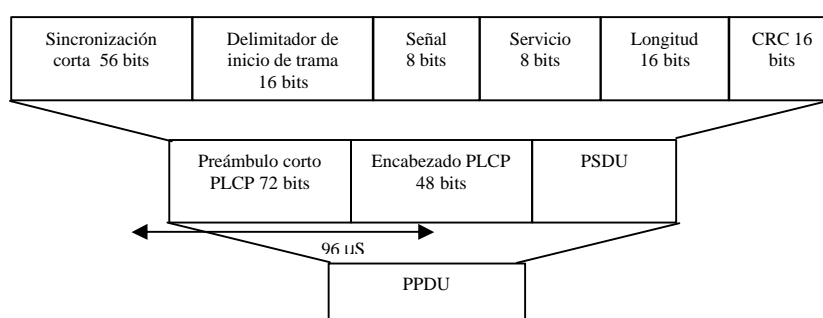 Sincronización
corta 56 bits
Delimitador de
inicio de trama
16 bits
Señal
8 bits
Servicio
8 bits
Longitud
16 bits
CRC 16
bits
Preámbulo corto
PLCP 72 bits
Encabezado PLCP
48 bits
PSDU
96 µS
PPDU